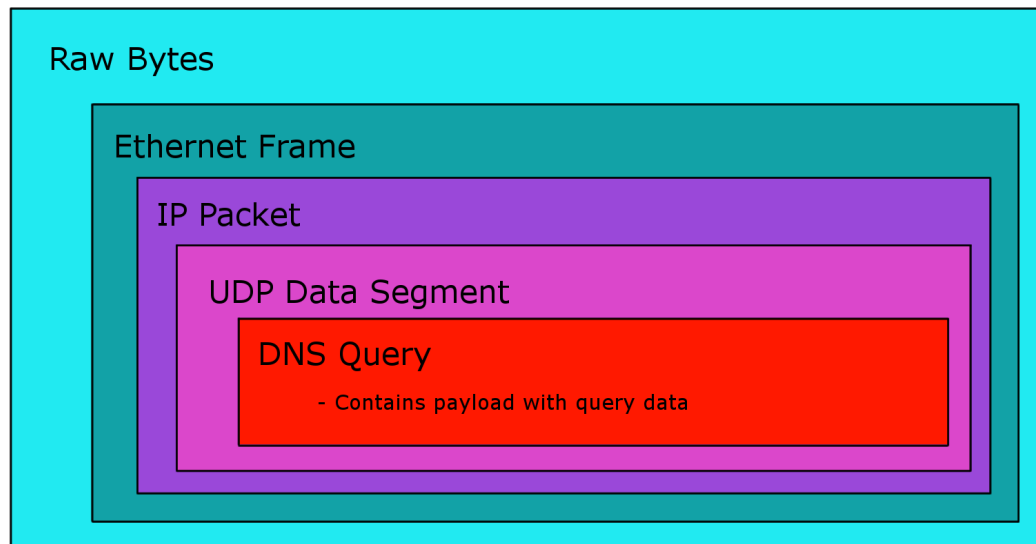 Raw Bytes
Ethernet Frame
IP Packet
UDP Data Segment
DNS Query
- Contains payload with query data